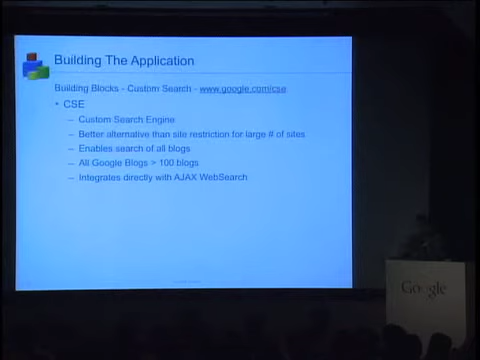 Building The Application
Building Blocks - Custom Search - www.google.com/cse
• CSE
– Custom Search Engine
– Better alternative than site restriction for large # of sites
– Enables search of all blogs
– All Google Blogs > 100 blogs
– Integrates directly with AJAX WebSearch
Google